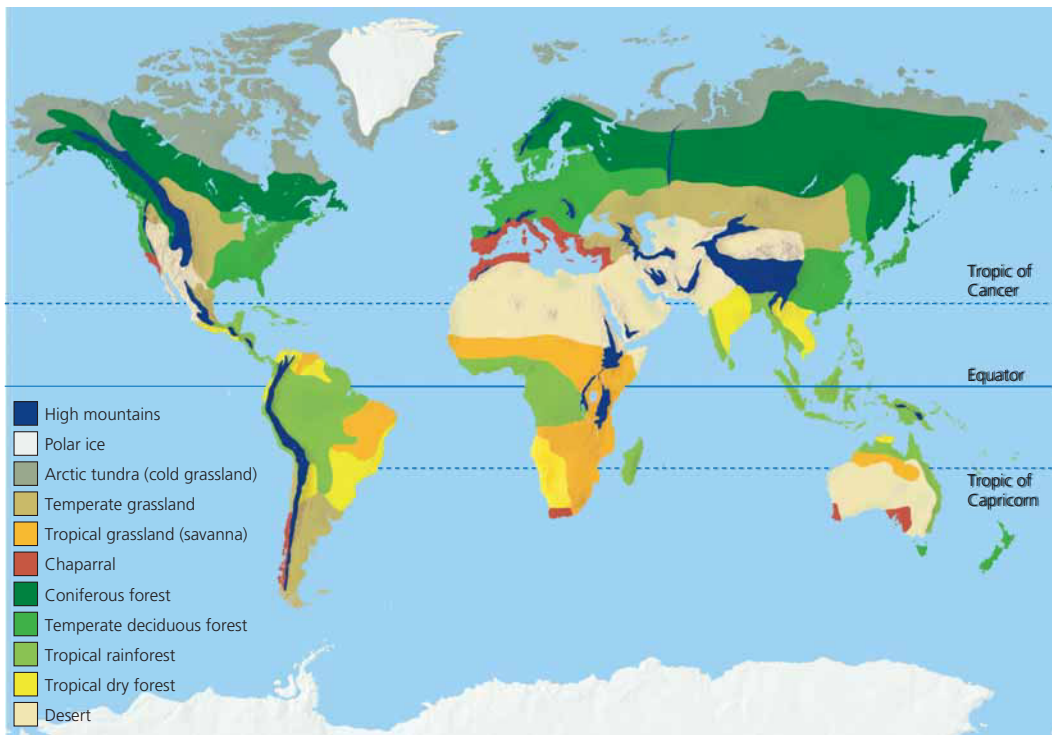 Tropic of
Cancer
Equator
Tropic of
Capricorn
High mountains
Polar ice
Arctic tundra (cold grassland)
Temperate grassland
Tropical grassland (savanna)
Chaparral
Coniferous forest
Temperate deciduous forest
Tropical rainforest
Tropical dry forest
Desert